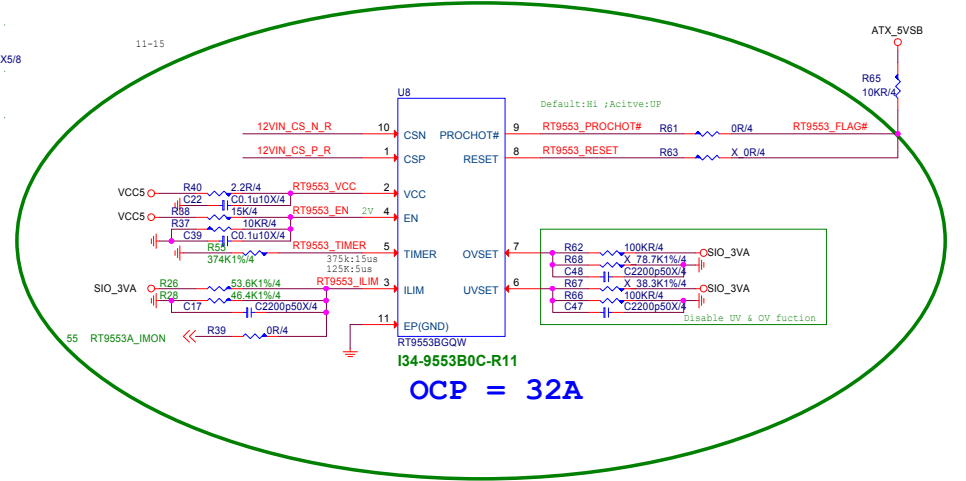 11-15
X5/8
ATX_5VSB
R65
10KR/4
U8
Default:Hi ;Acitve:UP
12VIN_CS_N_R 10 CSN PROCHOT# 9 RT9553_PROCHOT# R61 0R/4 RT9553_FLAG#
12VIN_CS_P_R 1 CSP RESET 8 RT9553_RESET R63 X_0R/4
VCC5 R40 2.2R/4 RT9553_VCC 2 VCC
C22 C0.1u10X/4
VCC5 R38 15K/4 RT9553_EN 2V 4 EN
R37 10KR/4
C39 C0.1u10X/4
R55 RT9553_TIMER 5 TIMER
374K1%/4 375k:15us
125K:5us
OVSET 7 R62 100KR/4 SIO_3VA
R68 X_78.7K1%/4
C48 C2200p50X/4
SIO_3VA R26 53.6K1%/4 RT9553_ILIM 3 ILIM
R28 46.4K1%/4
C17 C2200p50X/4
UVSET 6 R67 X_38.3K1%/4 SIO_3VA
R66 100KR/4
C47 C2200p50X/4
Disable UV & OV fuction
55 RT9553A_IMON R39 0R/4
11 EP(GND)
RT9553BGQW
I34-9553B0C-R11
OCP = 32A